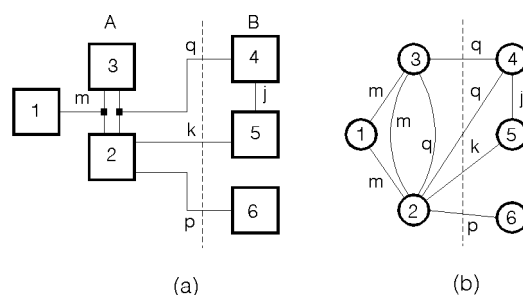 A B
3 q 4
1 m j
2 k 5
p 6
(a)
3 q 4
m q j
1 m q k 5
m 2 p 6
(b)